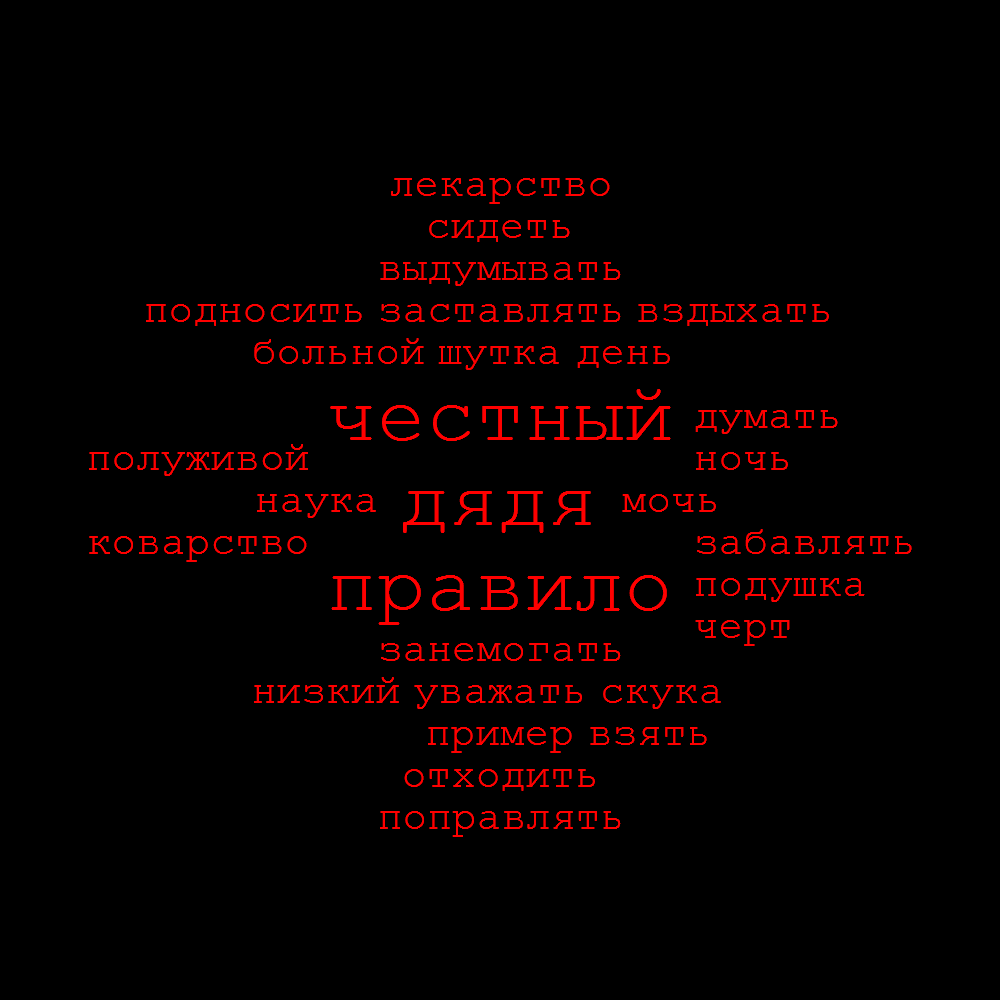 лекарство
сидеть
выдумывать
подносить заставлять вздыхать
больной шутка день
честный думать
полуживой ночь
наука дядя мочь
коварство забавлять
правило подушка
черт
занемогать
низкий уважать скука
пример взять
отходить
поправлять